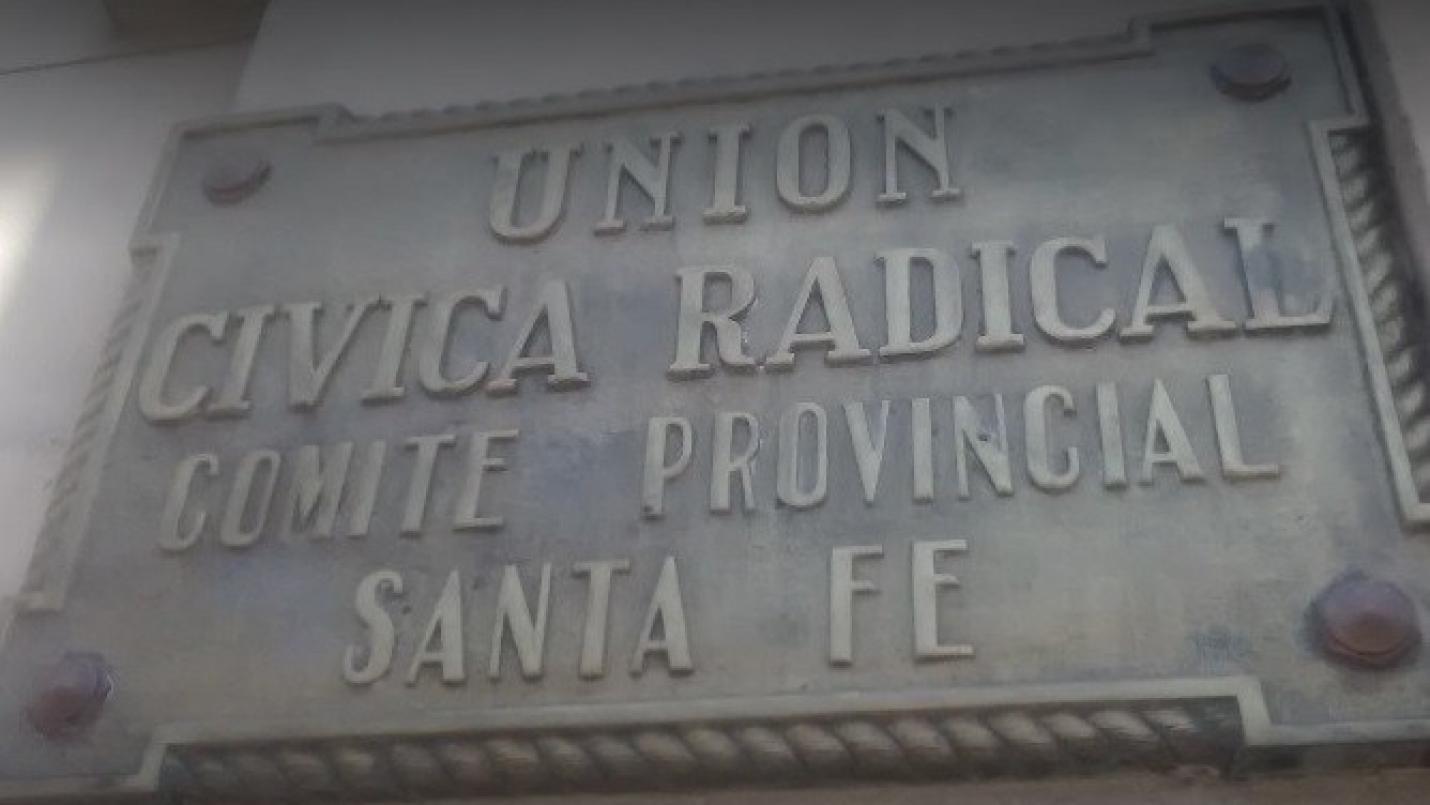 UNION
CIVICA RADICAL
COMITE PROVINCIAL
SANTA FE